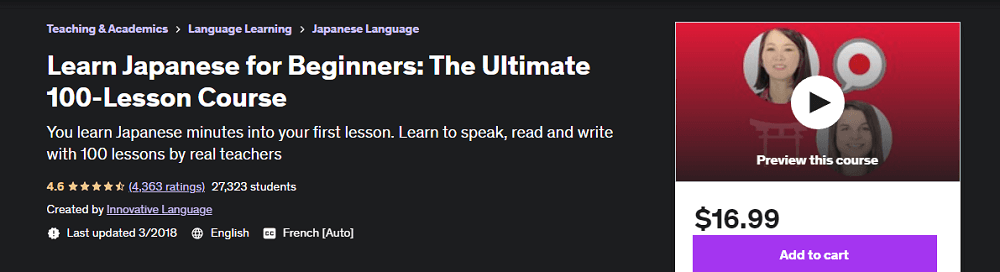 Teaching & Academics > Language Learning > Japanese Language
Learn Japanese for Beginners: The Ultimate
100-Lesson Course
You learn Japanese minutes into your first lesson. Learn to speak, read and write
with 100 lessons by real teachers
4.6 (4,363 ratings) 27,323 students
Created by Innovative Language
Last updated 3/2018 English CC French [Auto]
Preview this course
$16.99
Add to cart